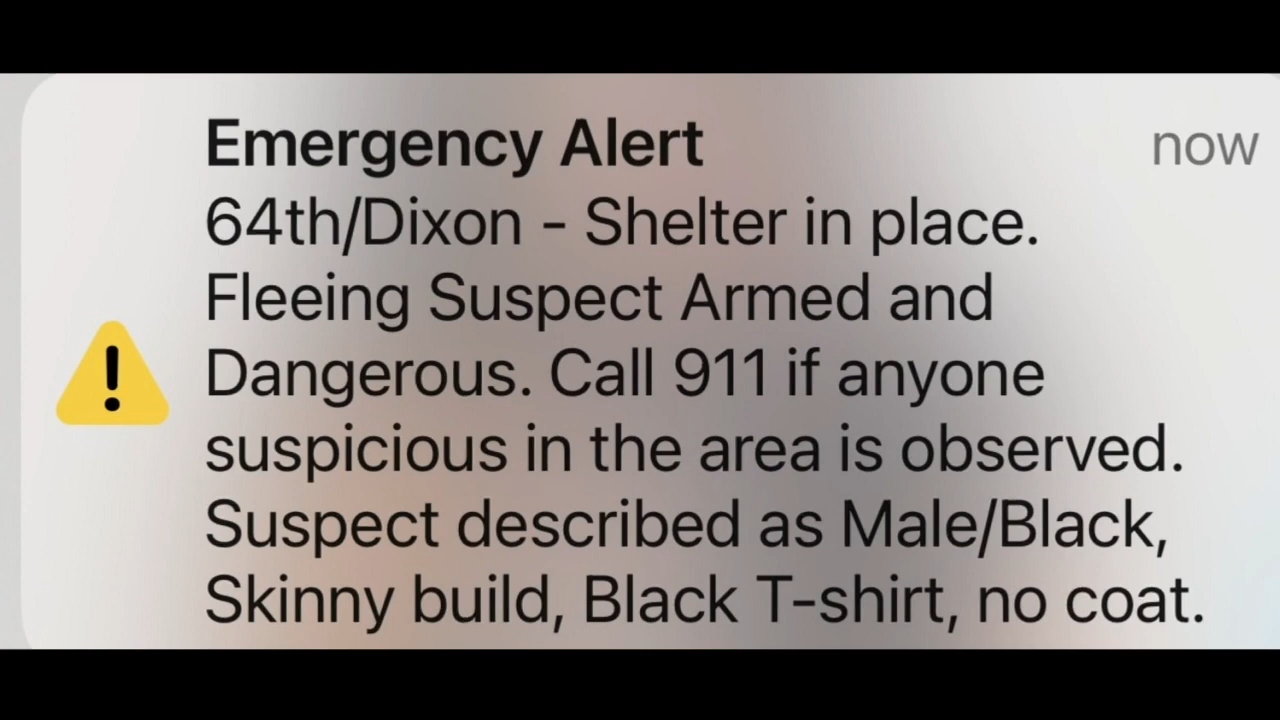 Emergency Alert
now
64th/Dixon - Shelter in place.
Fleeing Suspect Armed and
Dangerous. Call 911 if anyone
suspicious in the area is observed.
Suspect described as Male/Black,
Skinny build, Black T-shirt, no coat.